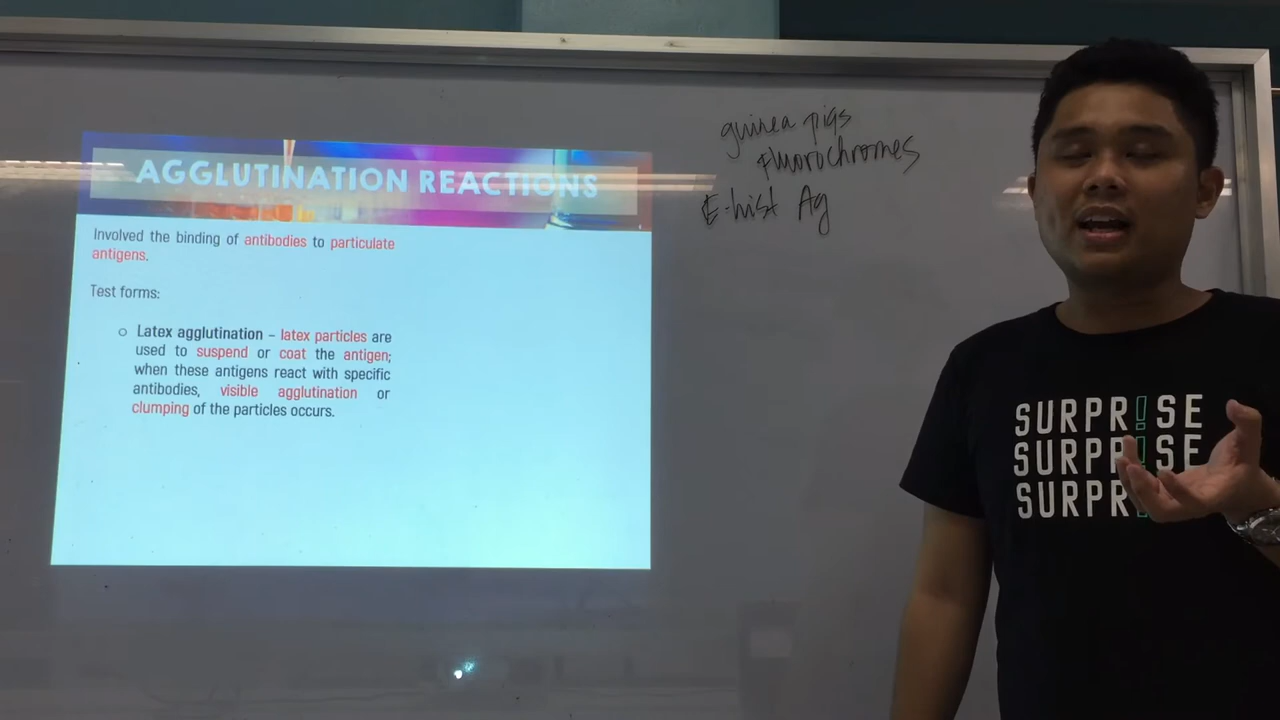 AGGLUTINATION REACTIONS
Involved the binding of antibodies to particulate
antigens.
Test forms:
o Latex agglutination – latex particles are
used to suspend or coat the antigen;
when these antigens react with specific
antibodies, visible agglutination or
clumping of the particles occurs.
guinea pigs
Fluorochromes
E. hist Ag
SURPR!SE
SURPR!SE
SURPR!